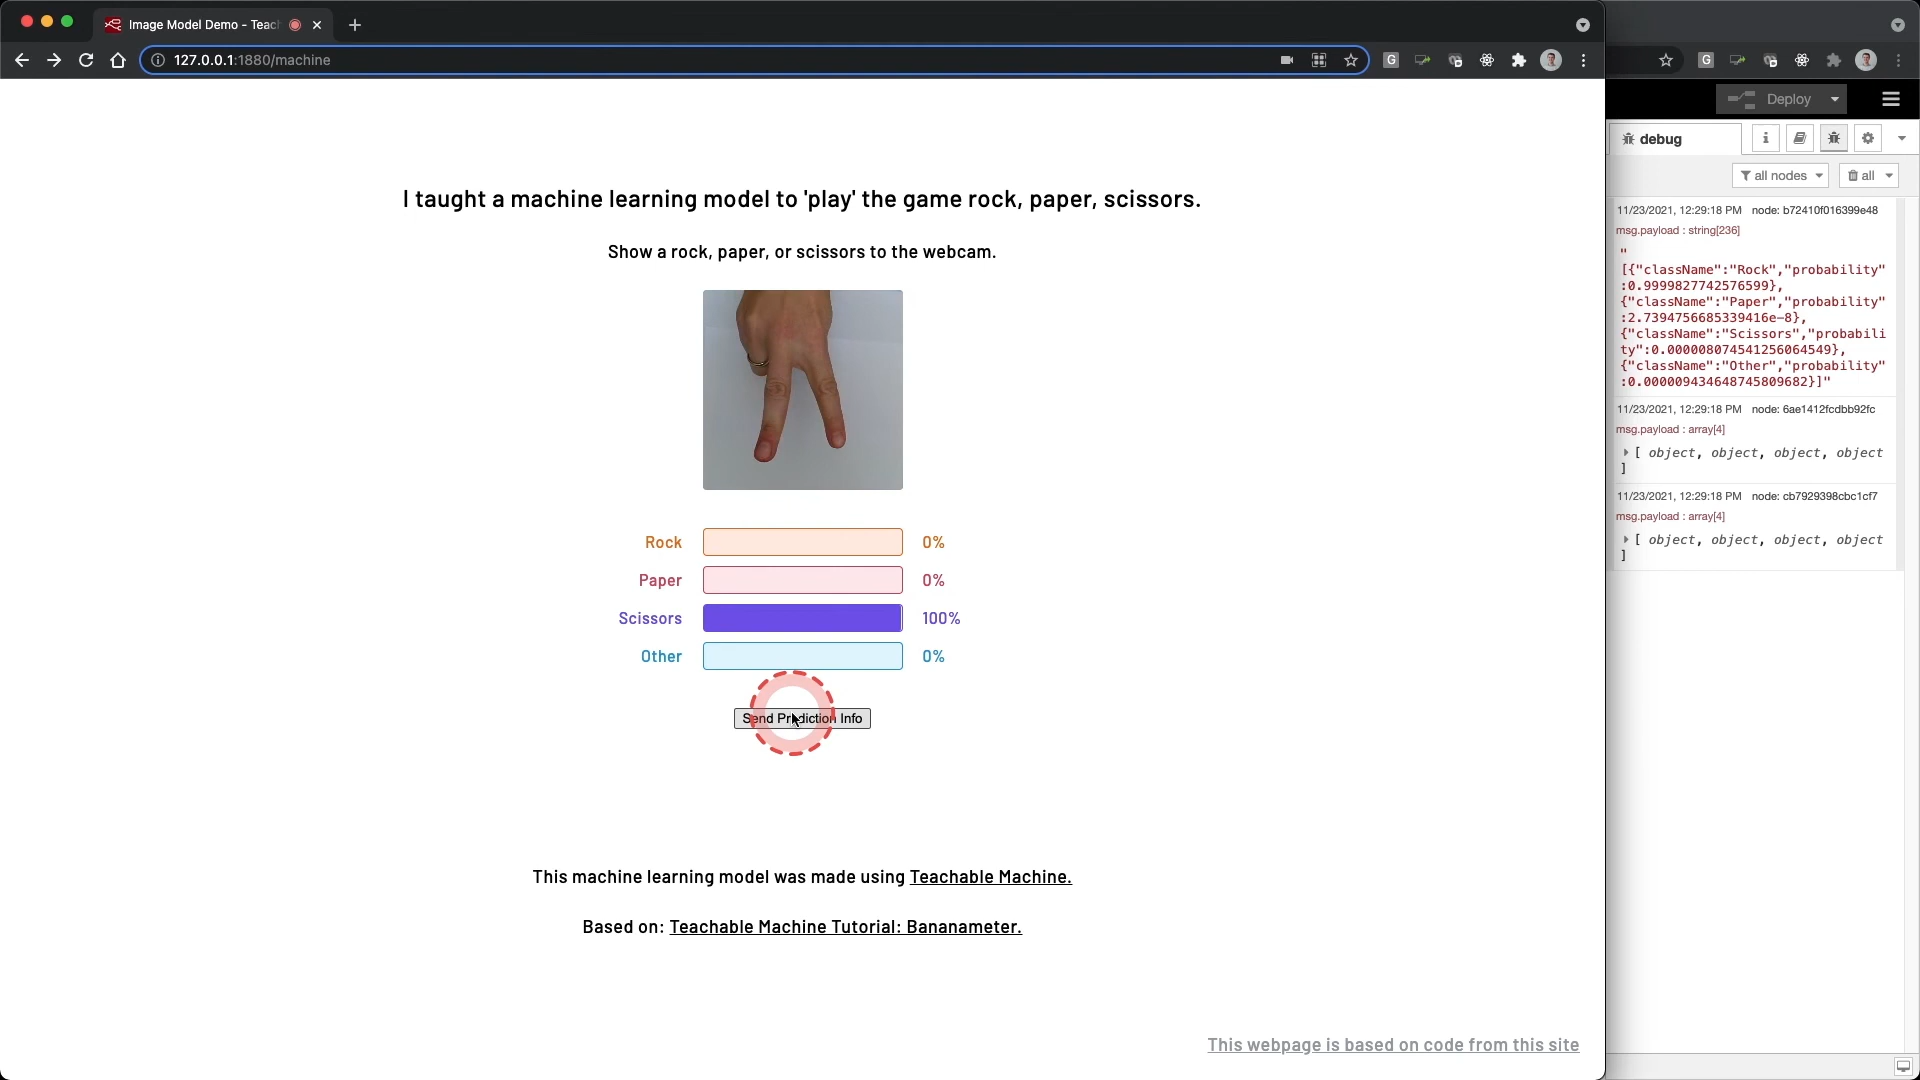 Image Model Demo - Teac
127.0.0.1:1880/machine
G
G
Deploy
debug
i
all nodes
all
I taught a machine learning model to 'play' the game rock, paper, scissors.
Show a rock, paper, or scissors to the webcam.
Rock 0%
Paper 0%
Scissors 100%
Other 0%
Send Prediction Info
This machine learning model was made using Teachable Machine.
Based on: Teachable Machine Tutorial: Bananameter.
This webpage is based on code from this site
11/23/2021, 12:29:18 PM node: b72410f016399e48
msg.payload : string[236]
"
[{"className":"Rock","probability"
:0.9999827742576599},
{"className":"Paper","probability"
:2.7394756685339416e-8},
{"className":"Scissors","probabili
ty":0.000008074541256064549},
{"className":"Other","probability"
:0.000009434648745809682}]"
11/23/2021, 12:29:18 PM node: 6ae1412fcdbb92fc
msg.payload : array[4]
[ object, object, object, object
]
11/23/2021, 12:29:18 PM node: cb7929398cbc1cf7
msg.payload : array[4]
[ object, object, object, object
]